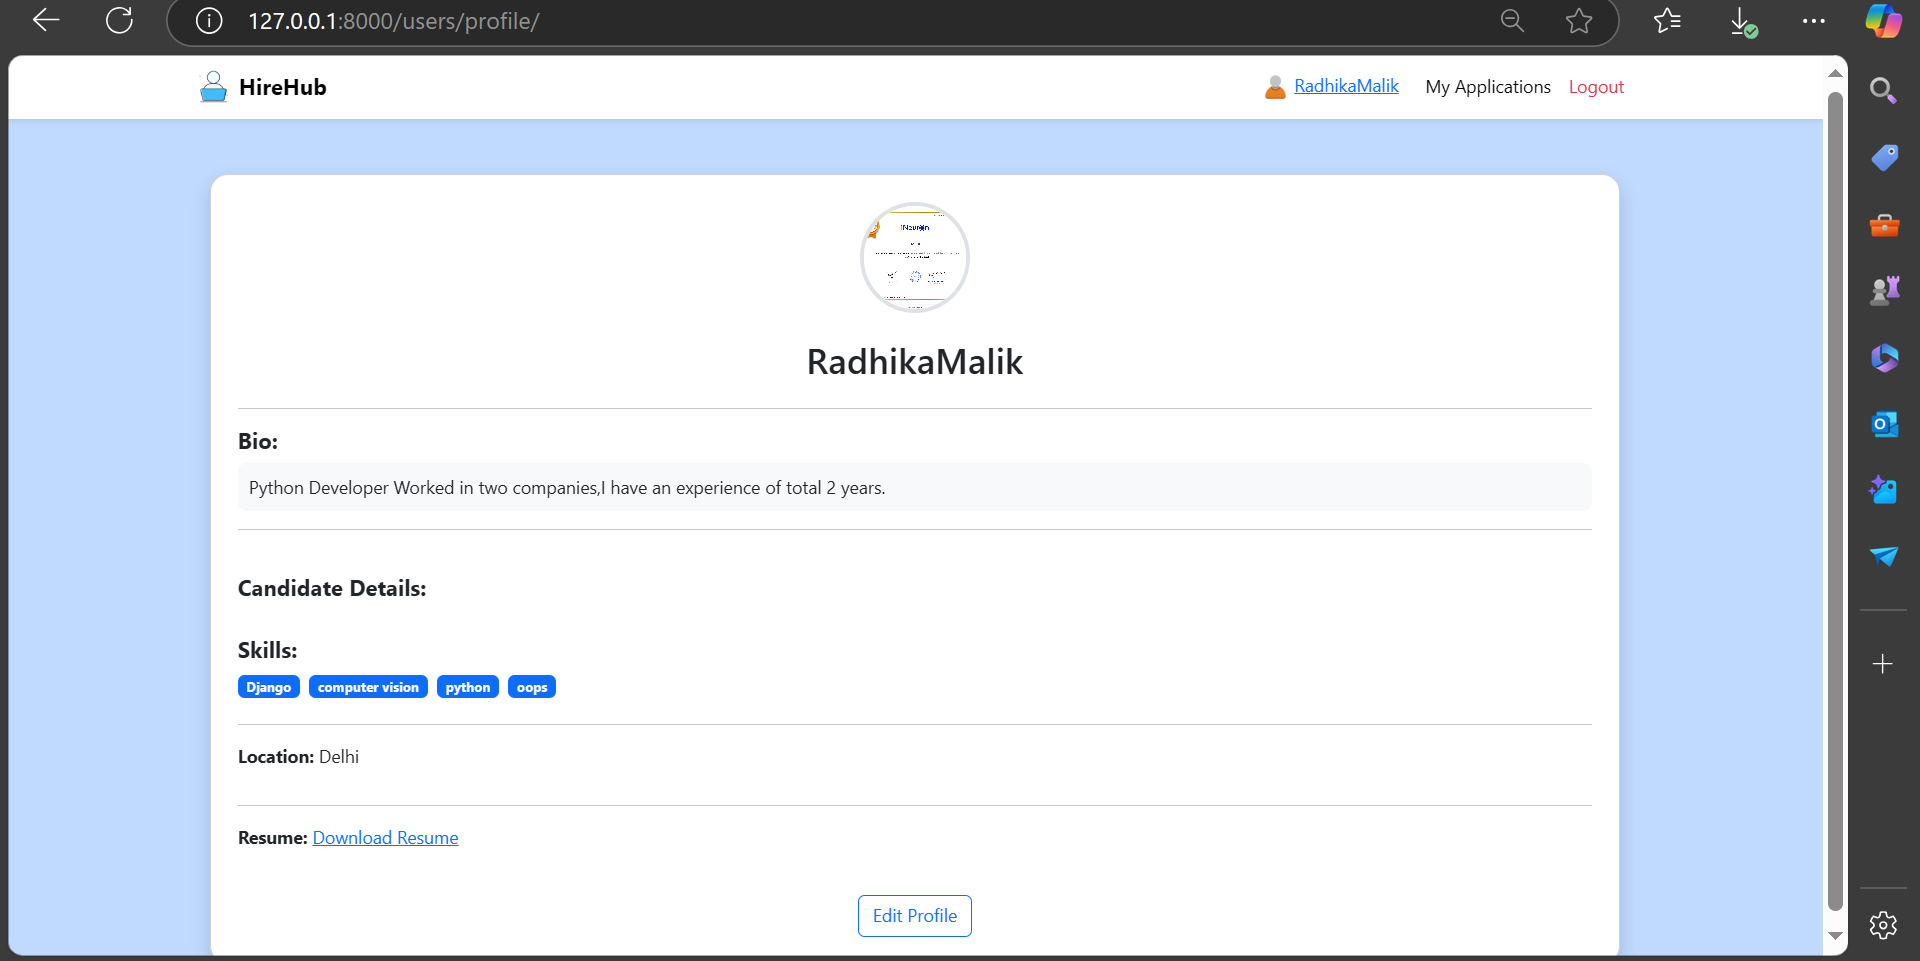 127.0.0.1:8000/users/profile/
HireHub
RadhikaMalik My Applications Logout
RadhikaMalik
Bio:
Python Developer Worked in two companies,I have an experience of total 2 years.
Candidate Details:
Skills:
Django computer vision python oops
Location: Delhi
Resume: Download Resume
Edit Profile